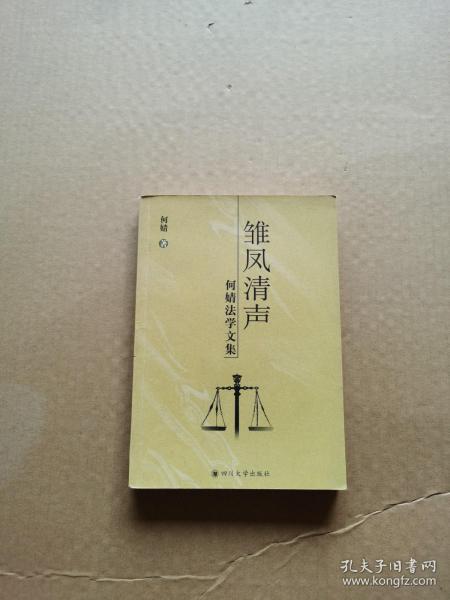 雏凤清声
何婧法学文集
何婧 著
四川大学出版社
孔夫子旧书网
www.kongfz.com